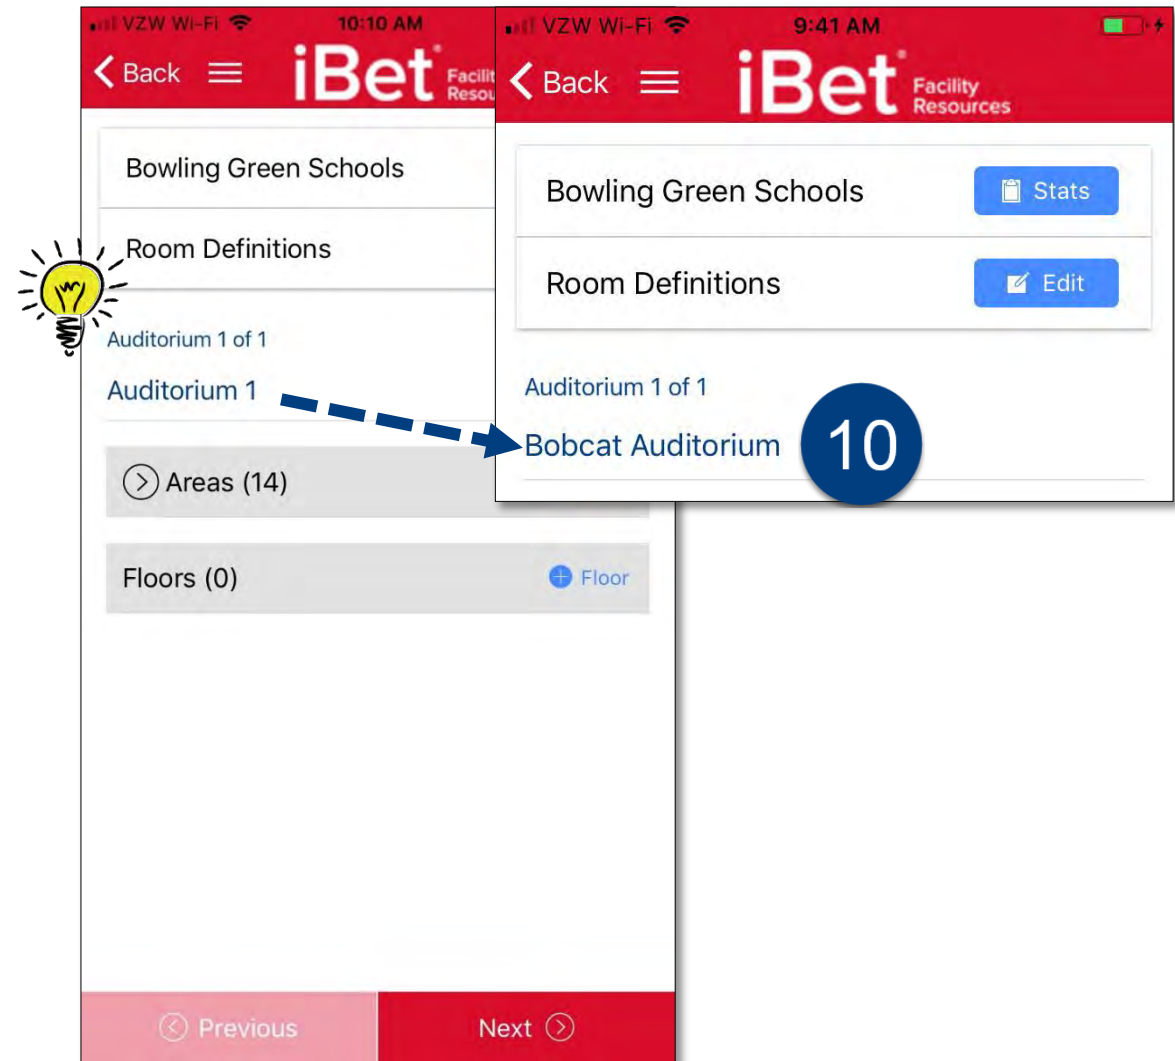 VZW Wi-Fi 10:10 AM
Back iBet
Bowling Green Schools
Room Definitions
Auditorium 1 of 1
Auditorium 1
Areas (14)
Floors (0) Floor
Previous Next
VZW Wi-Fi 9:41 AM
Back iBet Facility
Resources
Bowling Green Schools Stats
Room Definitions Edit
Auditorium 1 of 1
Bobcat Auditorium 10